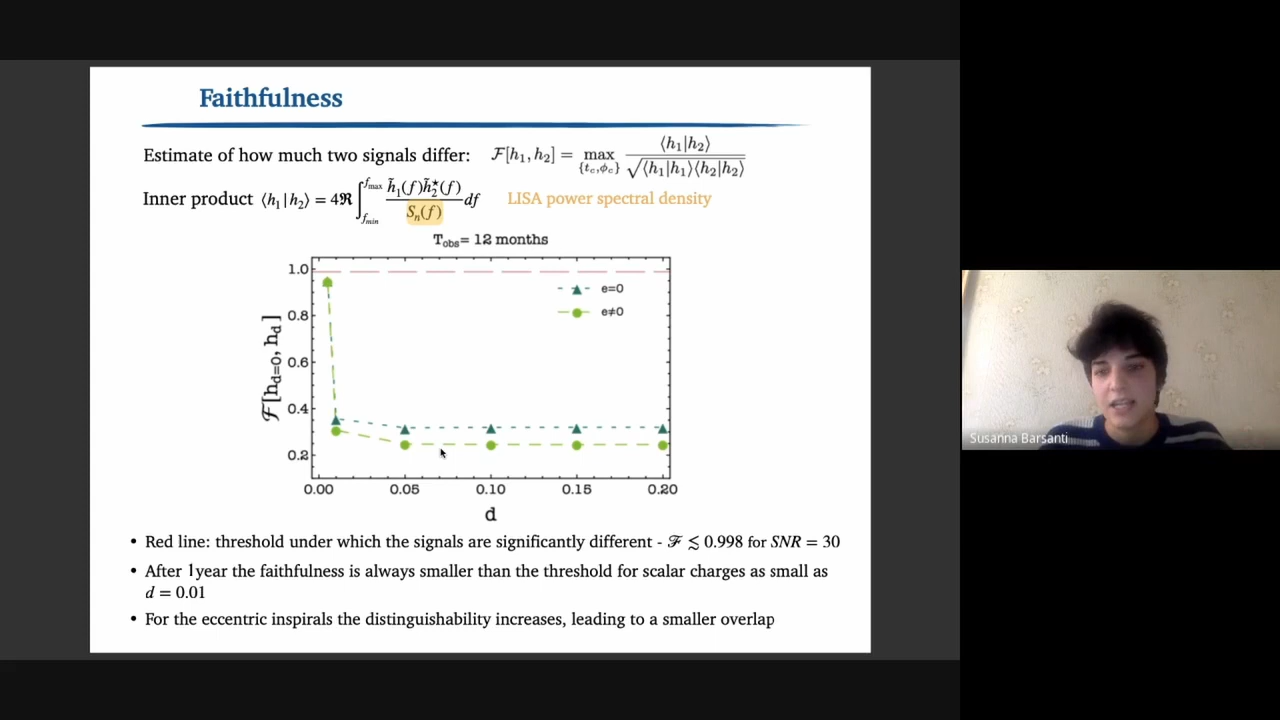 Faithfulness
Estimate of how much two signals differ: ℱ[h₁, h₂] = max_{t_c,ϕ_c} ⟨h₁|h₂⟩ / √(⟨h₁|h₁⟩⟨h₂|h₂⟩)
Inner product ⟨h₁|h₂⟩ = 4ℜ ∫_{f_min}^{f_max} h̃₁(f)h̃₂*(f) / S_n(f) df LISA power spectral density
T_obs= 12 months
1.0
0.8
0.6
0.4
0.2
ℱ[h_{d=0}, h_d]
e=0
e≠0
0.00 0.05 0.10 0.15 0.20
d
• Red line: threshold under which the signals are significantly different - ℱ ≲ 0.998 for SNR = 30
• After 1 year the faithfulness is always smaller than the threshold for scalar charges as small as
d = 0.01
• For the eccentric inspirals the distinguishability increases, leading to a smaller overlap
Susanna Barsanti